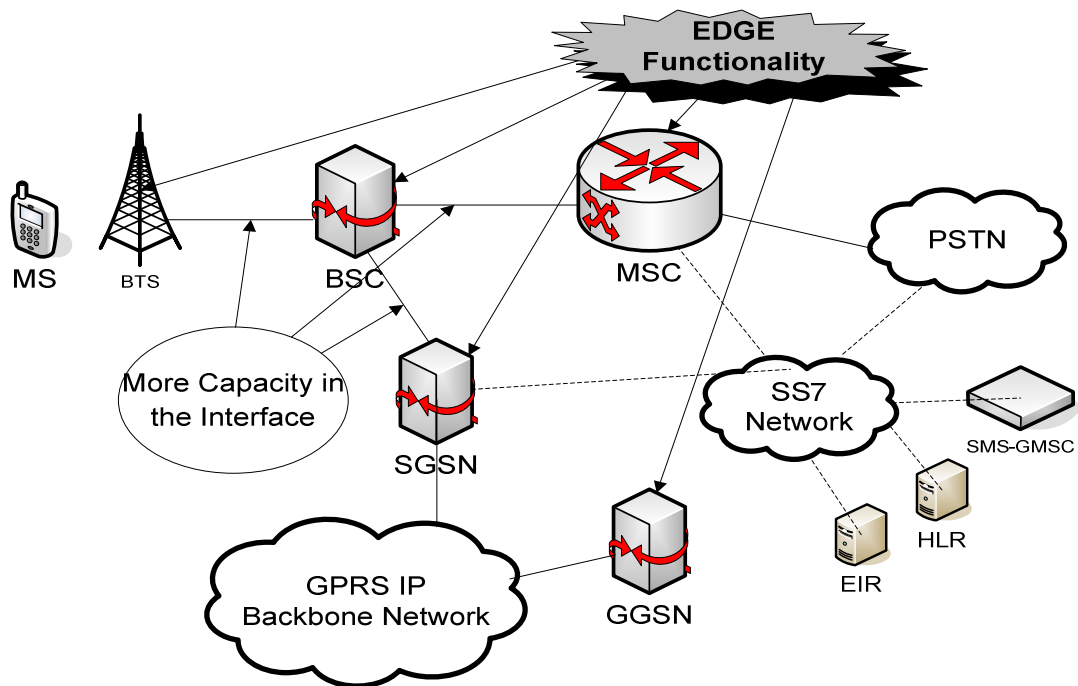 EDGE
Functionality
MS
BTS
BSC
MSC
PSTN
More Capacity in
the Interface
SGSN
SS7
Network
SMS-GMSC
HLR
EIR
GPRS IP
Backbone Network
GGSN